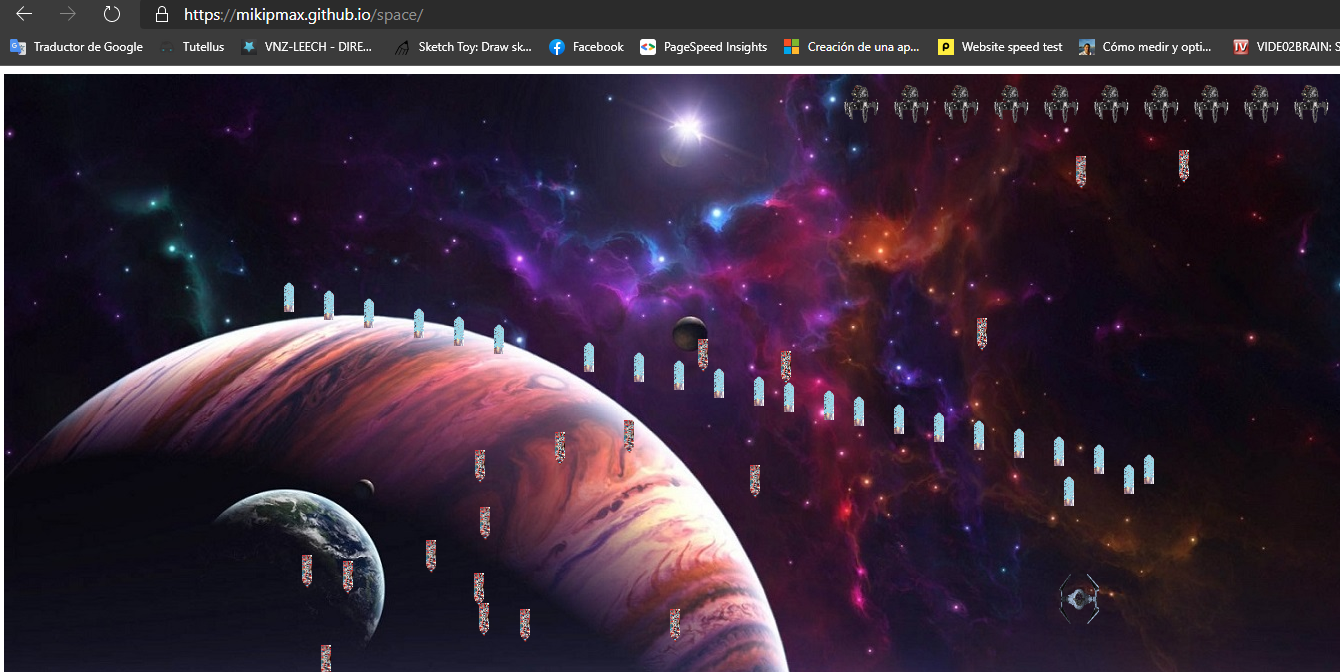 https://mikipmax.github.io/space/
Traductor de Google Tutellus VNZ-LEECH - DIRE... Sketch Toy: Draw sk... Facebook PageSpeed Insights Creación de una ap... Website speed test Cómo medir y opti... VIDE02BRAIN: S